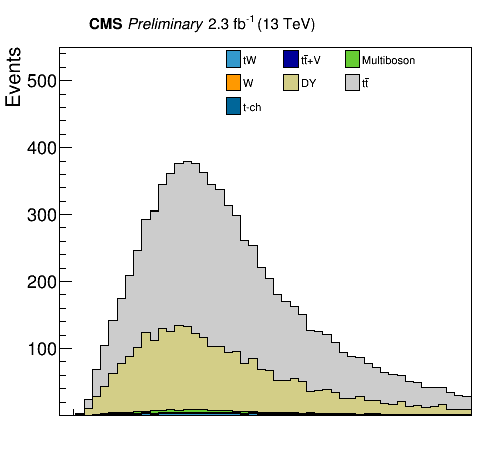 CMS Preliminary 2.3 fb⁻¹ (13 TeV)
Events
500
400
300
200
100
tW tt̄+V Multiboson
W DY tt̄
t-ch